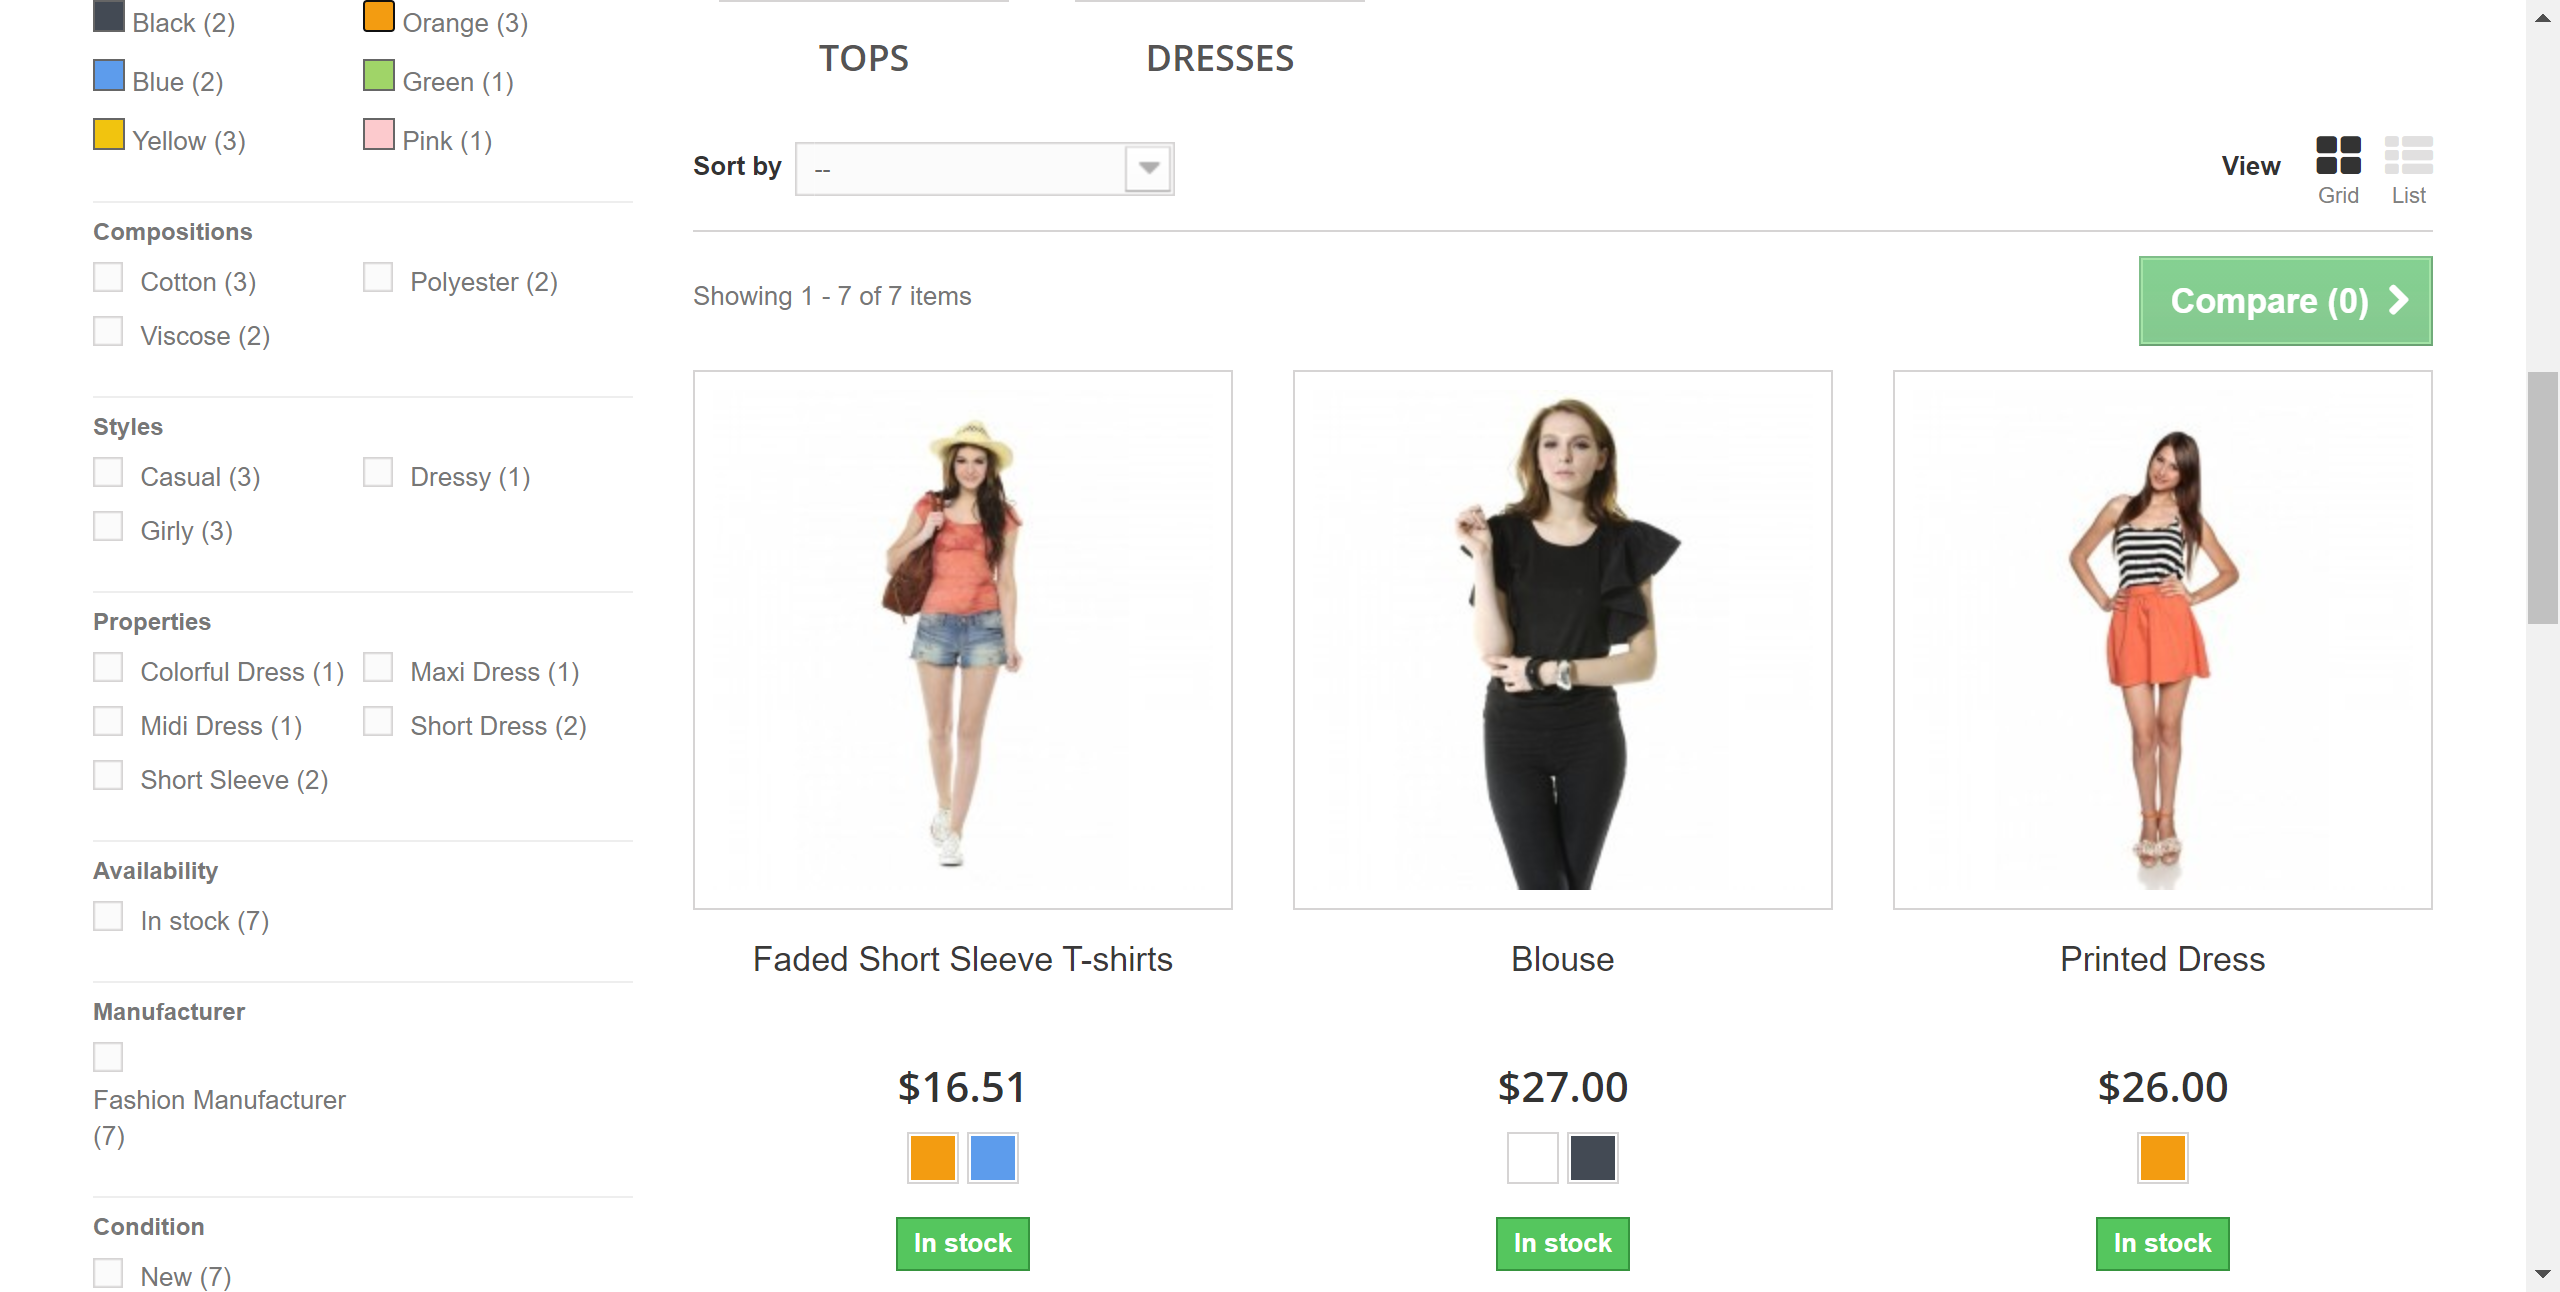 Black (2)
Orange (3)
Blue (2)
Green (1)
Yellow (3)
Pink (1)
Compositions
Cotton (3)
Polyester (2)
Viscose (2)
Styles
Casual (3)
Dressy (1)
Girly (3)
Properties
Colorful Dress (1)
Maxi Dress (1)
Midi Dress (1)
Short Dress (2)
Short Sleeve (2)
Availability
In stock (7)
Manufacturer
Fashion Manufacturer
(7)
Condition
New (7)
TOPS
DRESSES
Sort by
--
View
Grid
List
Showing 1 - 7 of 7 items
Compare (0)
Faded Short Sleeve T-shirts
$16.51
In stock
Blouse
$27.00
In stock
Printed Dress
$26.00
In stock